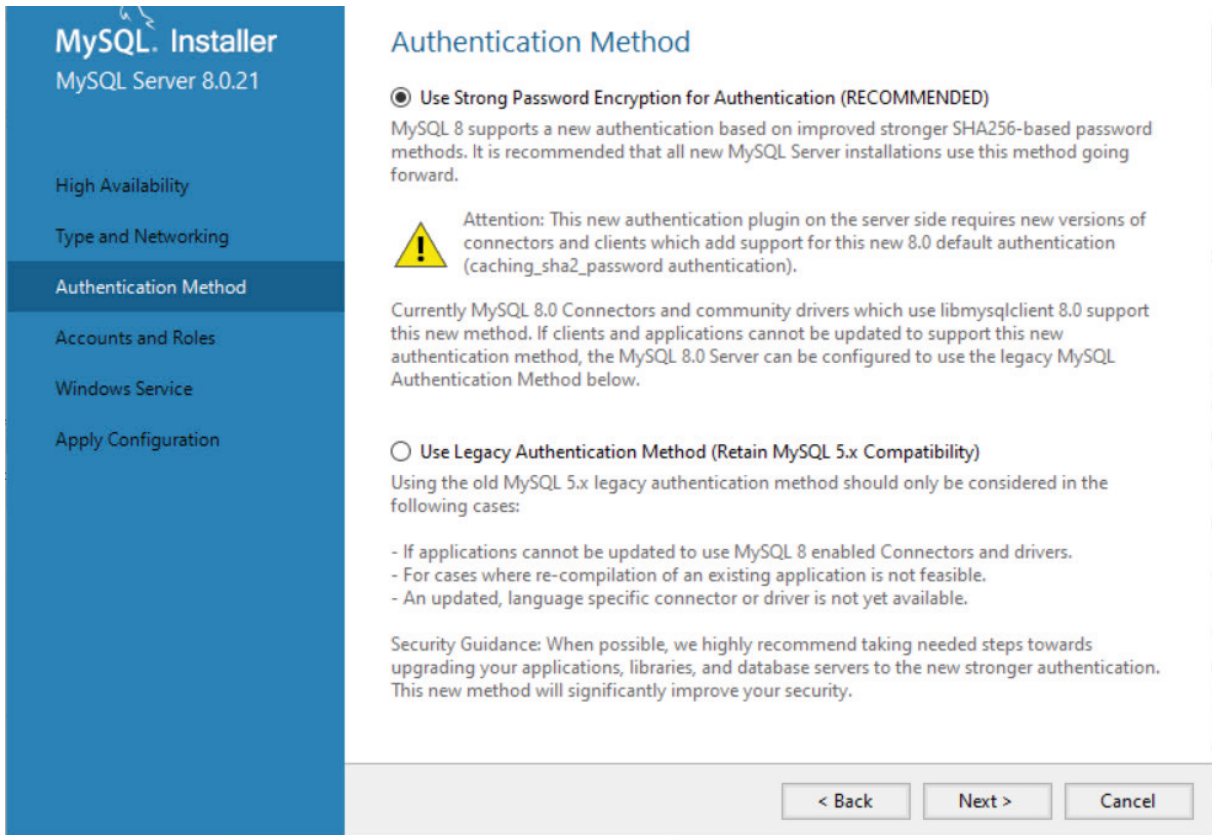 MySQL. Installer
MySQL Server 8.0.21
High Availability
Type and Networking
Authentication Method
Accounts and Roles
Windows Service
Apply Configuration
Authentication Method
Use Strong Password Encryption for Authentication (RECOMMENDED)
MySQL 8 supports a new authentication based on improved stronger SHA256-based password
methods. It is recommended that all new MySQL Server installations use this method going
forward.
Attention: This new authentication plugin on the server side requires new versions of
connectors and clients which add support for this new 8.0 default authentication
(caching_sha2_password authentication).
Currently MySQL 8.0 Connectors and community drivers which use libmysqlclient 8.0 support
this new method. If clients and applications cannot be updated to support this new
authentication method, the MySQL 8.0 Server can be configured to use the legacy MySQL
Authentication Method below.
Use Legacy Authentication Method (Retain MySQL 5.x Compatibility)
Using the old MySQL 5.x legacy authentication method should only be considered in the
following cases:
- If applications cannot be updated to use MySQL 8 enabled Connectors and drivers.
- For cases where re-compilation of an existing application is not feasible.
- An updated, language specific connector or driver is not yet available.
Security Guidance: When possible, we highly recommend taking needed steps towards
upgrading your applications, libraries, and database servers to the new stronger authentication.
This new method will significantly improve your security.
< Back
Next >
Cancel